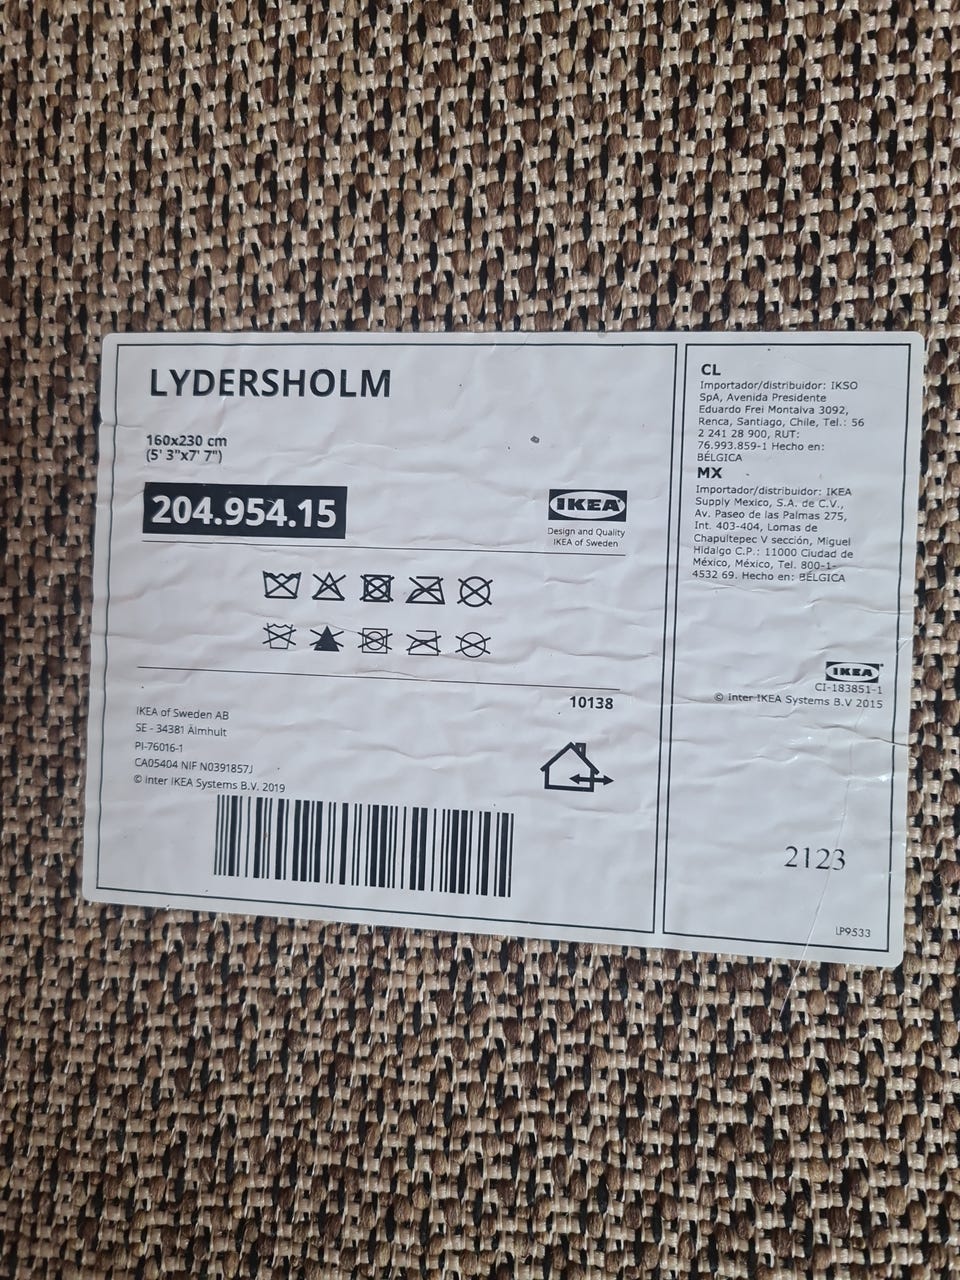 LYDERSHOLM
160x230 cm
(5' 3"x7' 7")
204.954.15
IKEA
Design and Quality
IKEA of Sweden
10138
IKEA of Sweden AB
SE - 34381 Älmhult
PI-76016-1
CA05404 NIF N0391857J
© Inter IKEA Systems B.V. 2019
CL
Importador/distribuidor: IKSO
SpA, Avenida Presidente
Eduardo Frei Montalva 3092,
Renca, Santiago, Chile, Tel.: 56
2 241 28 900, RUT:
76.993.859-1 Hecho en:
BÉLGICA
MX
Importador/distribuidor: IKEA
Supply Mexico, S.A. de C.V.,
Av. Paseo de las Palmas 275,
Int. 403-404, Lomas de
Chapultepec V sección, Miguel
Hidalgo C.P.: 11000 Ciudad de
México, México, Tel. 800-1-
4532 69. Hecho en: BÉLGICA
IKEA
CI-183851-1
© Inter IKEA Systems B.V 2015
2123
LP9533